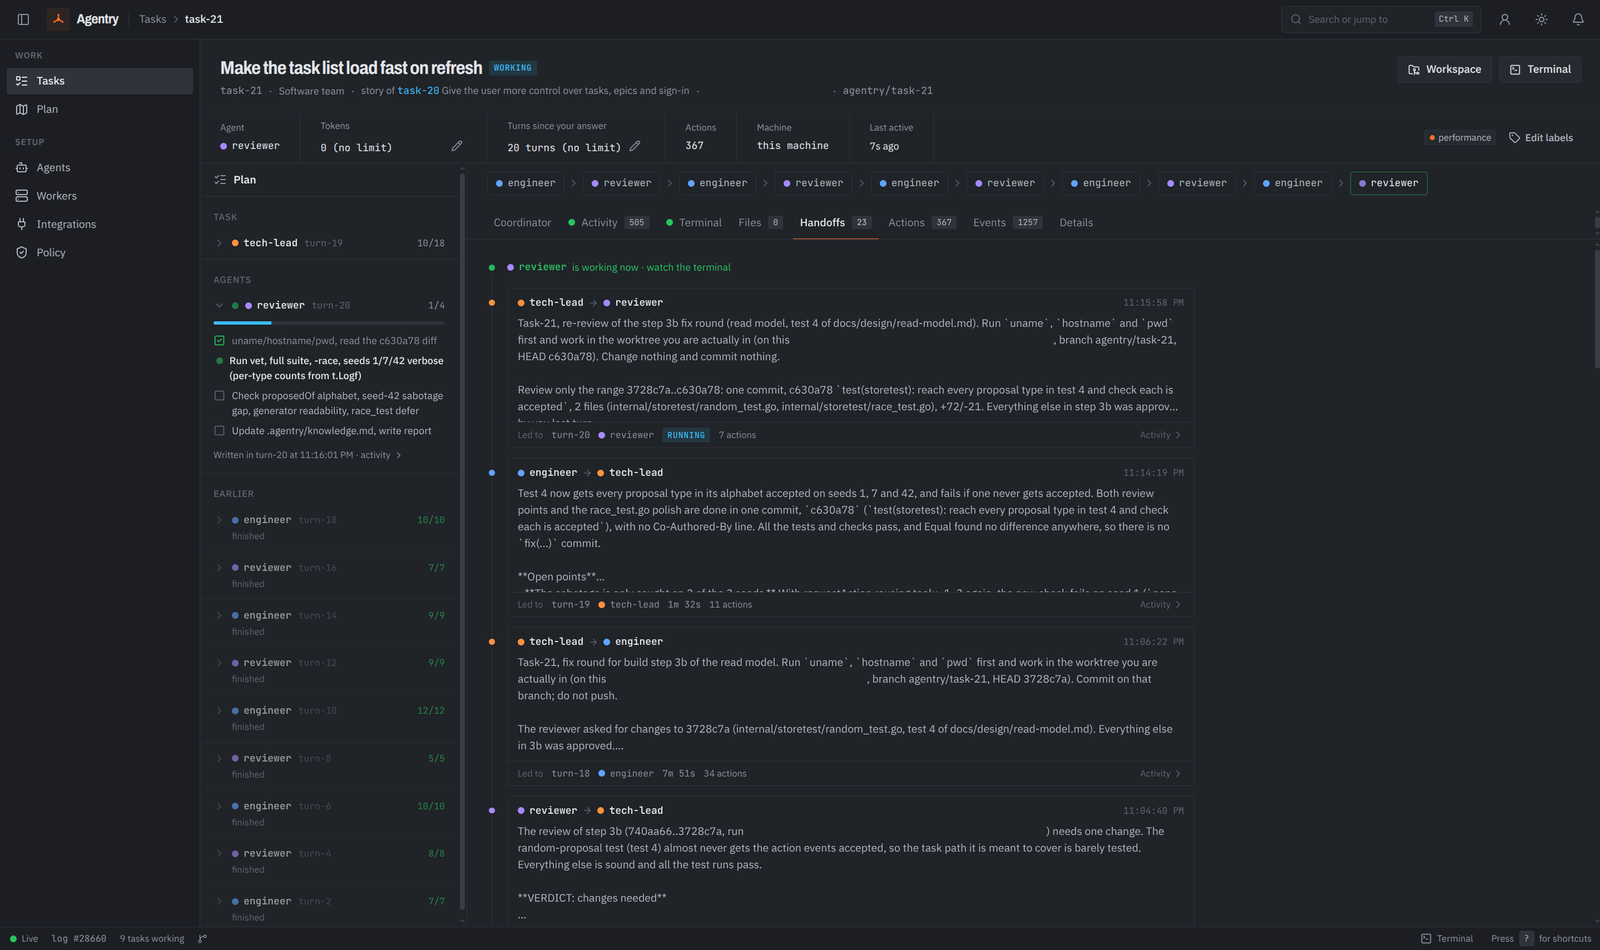 Agentry
Tasks > task-21
Search or jump to
Ctrl K
WORK
Tasks
Plan
SETUP
Agents
Workers
Integrations
Policy
Make the task list load fast on refresh WORKING
task-21 · Software team · story of task-20 Give the user more control over tasks, epics and sign-in · · agentry/task-21
Workspace
Terminal
Agent
reviewer
Tokens
0 (no limit)
Turns since your answer
20 turns (no limit)
Actions
367
Machine
this machine
Last active
7s ago
performance
Edit labels
Plan
TASK
tech-lead turn-19 10/18
AGENTS
reviewer turn-20 1/4
uname/hostname/pwd, read the c630a78 diff
Run vet, full suite, -race, seeds 1/7/42 verbose
(per-type counts from t.Logf)
Check proposedOf alphabet, seed-42 sabotage
gap, generator readability, race_test defer
Update .agentry/knowledge.md, write report
Written in turn-20 at 11:16:01 PM · activity >
EARLIER
engineer turn-18 10/10
finished
reviewer turn-16 7/7
finished
engineer turn-14 9/9
finished
reviewer turn-12 9/9
finished
engineer turn-10 12/12
finished
reviewer turn-8 5/5
finished
engineer turn-6 10/10
finished
reviewer turn-4 8/8
finished
engineer turn-2 7/7
finished
engineer > reviewer > engineer > reviewer > engineer > reviewer > engineer > reviewer > engineer > reviewer
Coordinator Activity 505 Terminal Files 0 Handoffs 23 Actions 367 Events 1257 Details
reviewer is working now · watch the terminal
tech-lead → reviewer 11:15:58 PM
Task-21, re-review of the step 3b fix round (read model, test 4 of docs/design/read-model.md). Run `uname`, `hostname` and `pwd`
first and work in the worktree you are actually in (on this , branch agentry/task-21,
HEAD c630a78). Change nothing and commit nothing.
Review only the range 3728c7a..c630a78: one commit, c630a78 `test(storetest): reach every proposal type in test 4 and check each is
accepted`, 2 files (internal/storetest/random_test.go, internal/storetest/race_test.go), +72/-21. Everything else in step 3b was approv...
by you last turn.
Led to turn-20 reviewer RUNNING 7 actions Activity >
engineer → tech-lead 11:14:19 PM
Test 4 now gets every proposal type in its alphabet accepted on seeds 1, 7 and 42, and fails if one never gets accepted. Both review
points and the race_test.go polish are done in one commit, `c630a78` (`test(storetest): reach every proposal type in test 4 and check
each is accepted`), with no Co-Authored-By line. All the tests and checks pass, and Equal found no difference anywhere, so there is no
`fix(...)` commit.
**Open points**...
Led to turn-19 tech-lead 1m 32s 11 actions Activity >
tech-lead → engineer 11:06:22 PM
Task-21, fix round for build step 3b of the read model. Run `uname`, `hostname` and `pwd` first and work in the worktree you are
actually in (on this , branch agentry/task-21, HEAD 3728c7a). Commit on that
branch; do not push.
The reviewer asked for changes to 3728c7a (internal/storetest/random_test.go, test 4 of docs/design/read-model.md). Everything else
in 3b was approved....
Led to turn-18 engineer 7m 51s 34 actions Activity >
reviewer → tech-lead 11:04:40 PM
The review of step 3b (740aa66..3728c7a, run ) needs one change. The
random-proposal test (test 4) almost never gets the action events accepted, so the task path it is meant to cover is barely tested.
Everything else is sound and all the test runs pass.
**VERDICT: changes needed**
...
Live log #28660 9 tasks working
Terminal Press ? for shortcuts